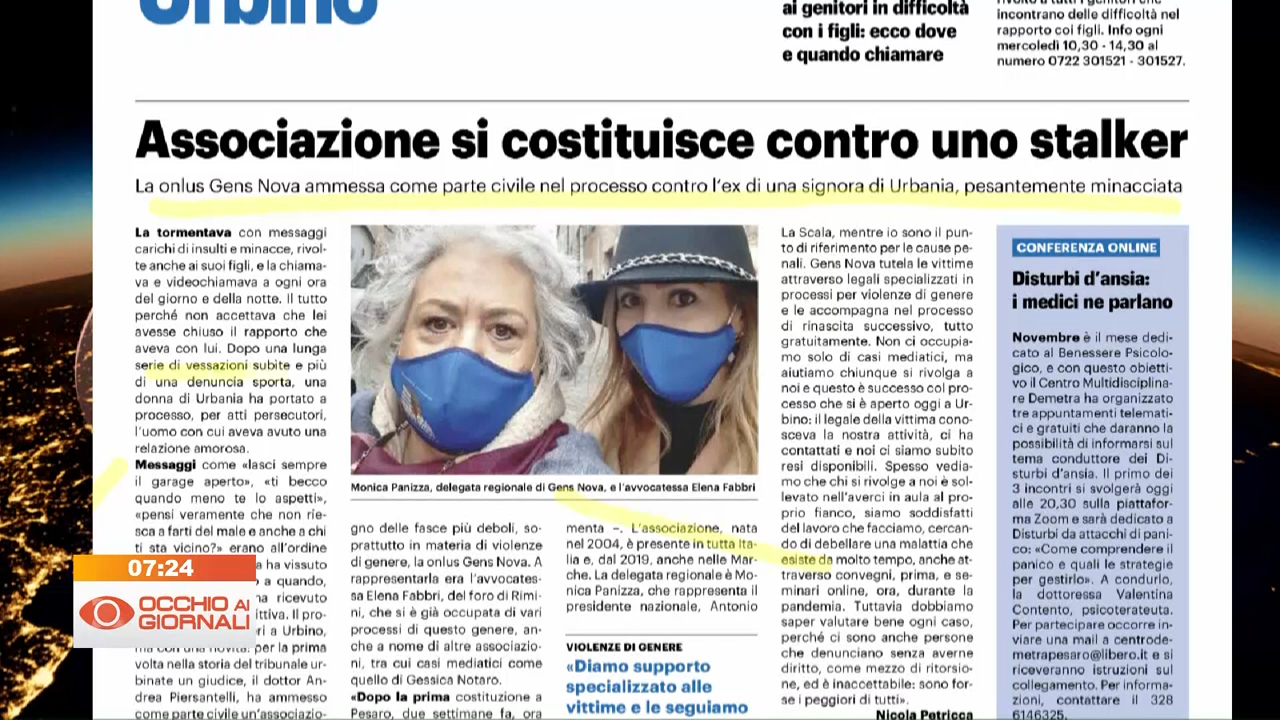 Urbino
ai genitori in difficoltà
con i figli: ecco dove
e quando chiamare
incontrano delle difficoltà nel
rapporto coi figli. Info ogni
mercoledì 10,30 - 14,30 al
numero 0722 301521 - 301527.
Associazione si costituisce contro uno stalker
La onlus Gens Nova ammessa come parte civile nel processo contro l'ex di una signora di Urbania, pesantemente minacciata
La tormentava con messaggi
carichi di insulti e minacce, rivol-
te anche ai suoi figli, e la chiama-
va e videochiamava a ogni ora
del giorno e della notte. Il tutto
perché non accettava che lei
avesse chiuso il rapporto che
aveva con lui. Dopo una lunga
serie di vessazioni subite e più
di una denuncia sporta, una
donna di Urbania ha portato a
processo, per atti persecutori,
l'uomo con cui aveva avuto una
relazione amorosa.
Messaggi come «lasci sempre
il garage aperto», «ti becco
quando meno te lo aspetti»,
«pensi veramente che non rie-
sca a farti del male e anche a chi
ti sta vicino?» erano all'ordine
ha vissuto
o a quando,
ha ricevuto
ittiva. Il pro-
ri a Urbino,
ma con una novità: per la prima
volta nella storia del tribunale ur-
binate un giudice, il dottor An-
drea Piersantelli, ha ammesso
come parte civile un'associazio-
Monica Panizza, delegata regionale di Gens Nova, e l'avvocatessa Elena Fabbri
gno delle fasce più deboli, so-
prattutto in materia di violenze
di genere, la onlus Gens Nova. A
rappresentarla era l'avvocates-
sa Elena Fabbri, del foro di Rimi-
ni, che si è già occupata di vari
processi di questo genere, an-
che a nome di altre associazio-
ni, tra cui casi mediatici come
quello di Gessica Notaro.
«Dopo la prima costituzione a
Pesaro, due settimane fa, ora
menta –. L'associazione, nata
nel 2004, è presente in tutta Ita-
lia e, dal 2019, anche nelle Mar-
che. La delegata regionale è Mo-
nica Panizza, che rappresenta il
presidente nazionale, Antonio
VIOLENZE DI GENERE
«Diamo supporto
specializzato alle
vittime e le seguiamo
La Scala, mentre io sono il pun-
to di riferimento per le cause pe-
nali. Gens Nova tutela le vittime
attraverso legali specializzati in
processi per violenze di genere
e le accompagna nel processo
di rinascita successivo, tutto
gratuitamente. Non ci occupia-
mo solo di casi mediatici, ma
aiutiamo chiunque si rivolga a
noi e questo è successo col pro-
cesso che si è aperto oggi a Ur-
bino: il legale della vittima cono-
sceva la nostra attività, ci ha
contattati e noi ci siamo subito
resi disponibili. Spesso vedia-
mo che chi si rivolge a noi è sol-
levato nell'averci in aula al pro-
prio fianco, siamo soddisfatti
del lavoro che facciamo, cercan-
do di debellare una malattia che
esiste da molto tempo, anche at-
traverso convegni, prima, e se-
minari online, ora, durante la
pandemia. Tuttavia dobbiamo
saper valutare bene ogni caso,
perché ci sono anche persone
che denunciano senza averne
diritto, come mezzo di ritorsio-
ne, ed è inaccettabile: sono for-
se i peggiori di tutti».
Nicola Petricca
CONFERENZA ONLINE
Disturbi d'ansia:
i medici ne parlano
Novembre è il mese dedi-
cato al Benessere Psicolo-
gico, e con questo obietti-
vo il Centro Multidisciplina-
re Demetra ha organizzato
tre appuntamenti telemati-
ci e gratuiti che daranno la
possibilità di informarsi sul
tema conduttore dei Di-
sturbi d'ansia. Il primo dei
3 incontri si svolgerà oggi
alle 20,30 sulla piattafor-
ma Zoom e sarà dedicato a
Disturbi da attacchi di pani-
co: «Come comprendere il
panico e quali le strategie
per gestirlo». A condurlo,
la dottoressa Valentina
Contento, psicoterateuta.
Per partecipare occorre in-
viare una mail a centrode-
metrapesaro@libero.it e si
riceveranno istruzioni sul
collegamento. Per informa-
zioni, contattare il 328
6146325.
07:24
OCCHIO AI
GIORNALI